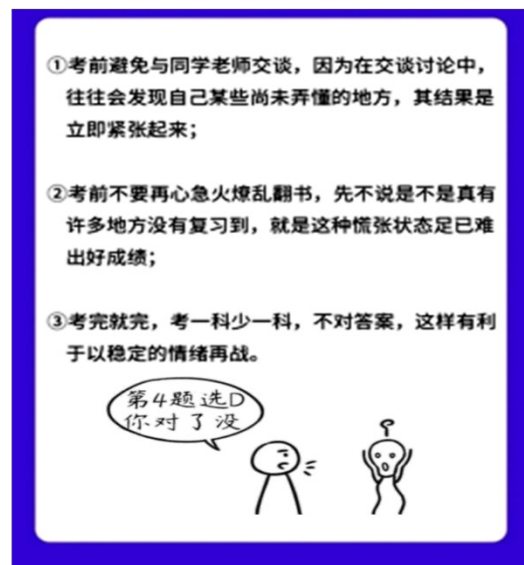 ①考前避免与同学老师交谈，因为在交谈讨论中，
往往会发现自己某些尚未弄懂的地方，其结果是
立即紧张起来；
②考前不要再心急火燎乱翻书，先不说是不是真有
许多地方没有复习到，就是这种慌张状态足已难
出好成绩；
③考完就完，考一科少一科，不对答案，这样有利
于以稳定的情绪再战。
第4题选D
你对了没
?